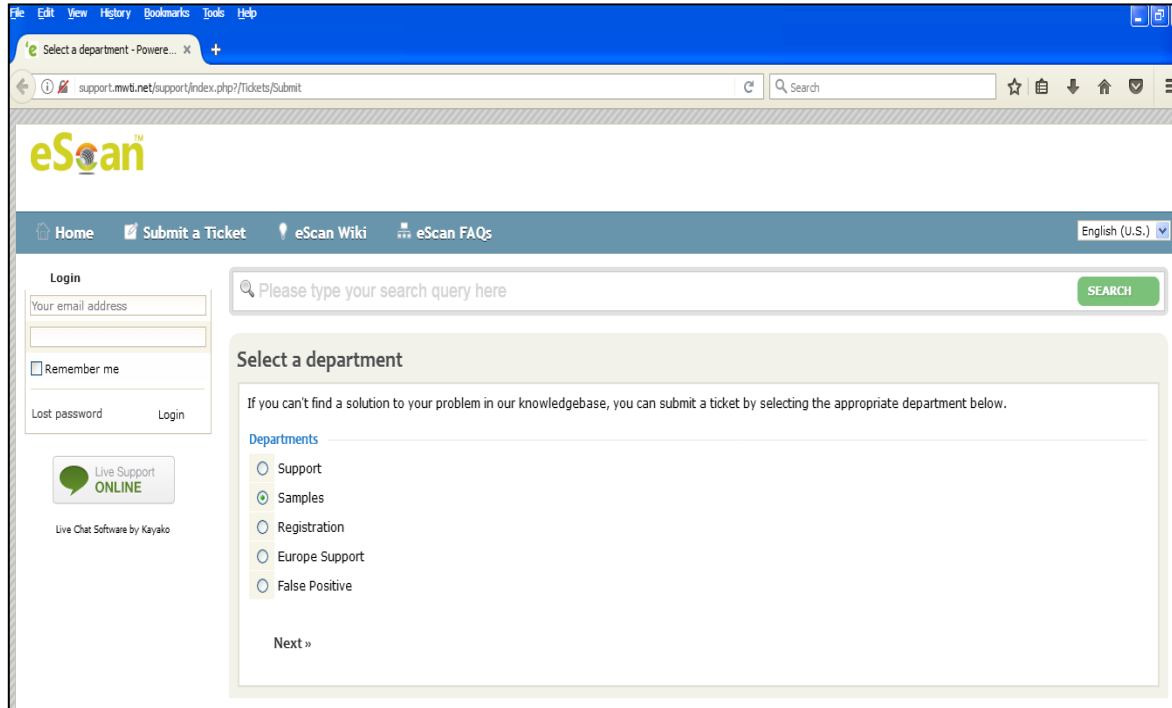 File Edit View History Bookmarks Tools Help
Select a department - Powere...
support.mwti.net/support/index.php?/Tickets/Submit
Search
eScan™
Home Submit a Ticket eScan Wiki eScan FAQs English (U.S.)
Login
Your email address
Remember me
Lost password Login
Live Support
ONLINE
Live Chat Software by Kayako
Please type your search query here SEARCH
Select a department
If you can't find a solution to your problem in our knowledgebase, you can submit a ticket by selecting the appropriate department below.
Departments
Support
Samples
Registration
Europe Support
False Positive
Next »